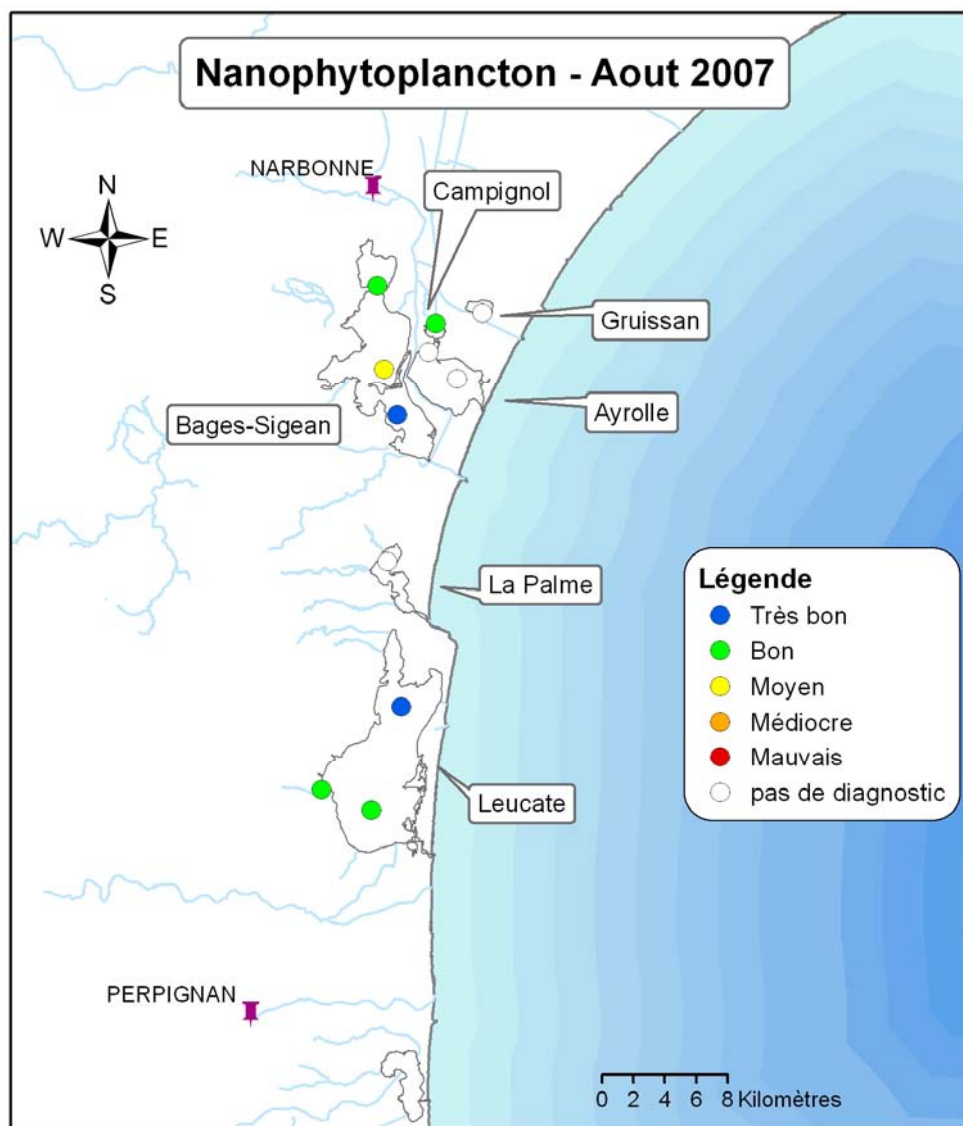 Nanophytoplancton - Aout 2007
NARBONNE
Campignol
N
W E
S
Gruissan
Ayrolle
Bages-Sigean
La Palme
Légende
Très bon
Bon
Moyen
Médiocre
Mauvais
pas de diagnostic
Leucate
PERPIGNAN
0 2 4 6 8 Kilomètres